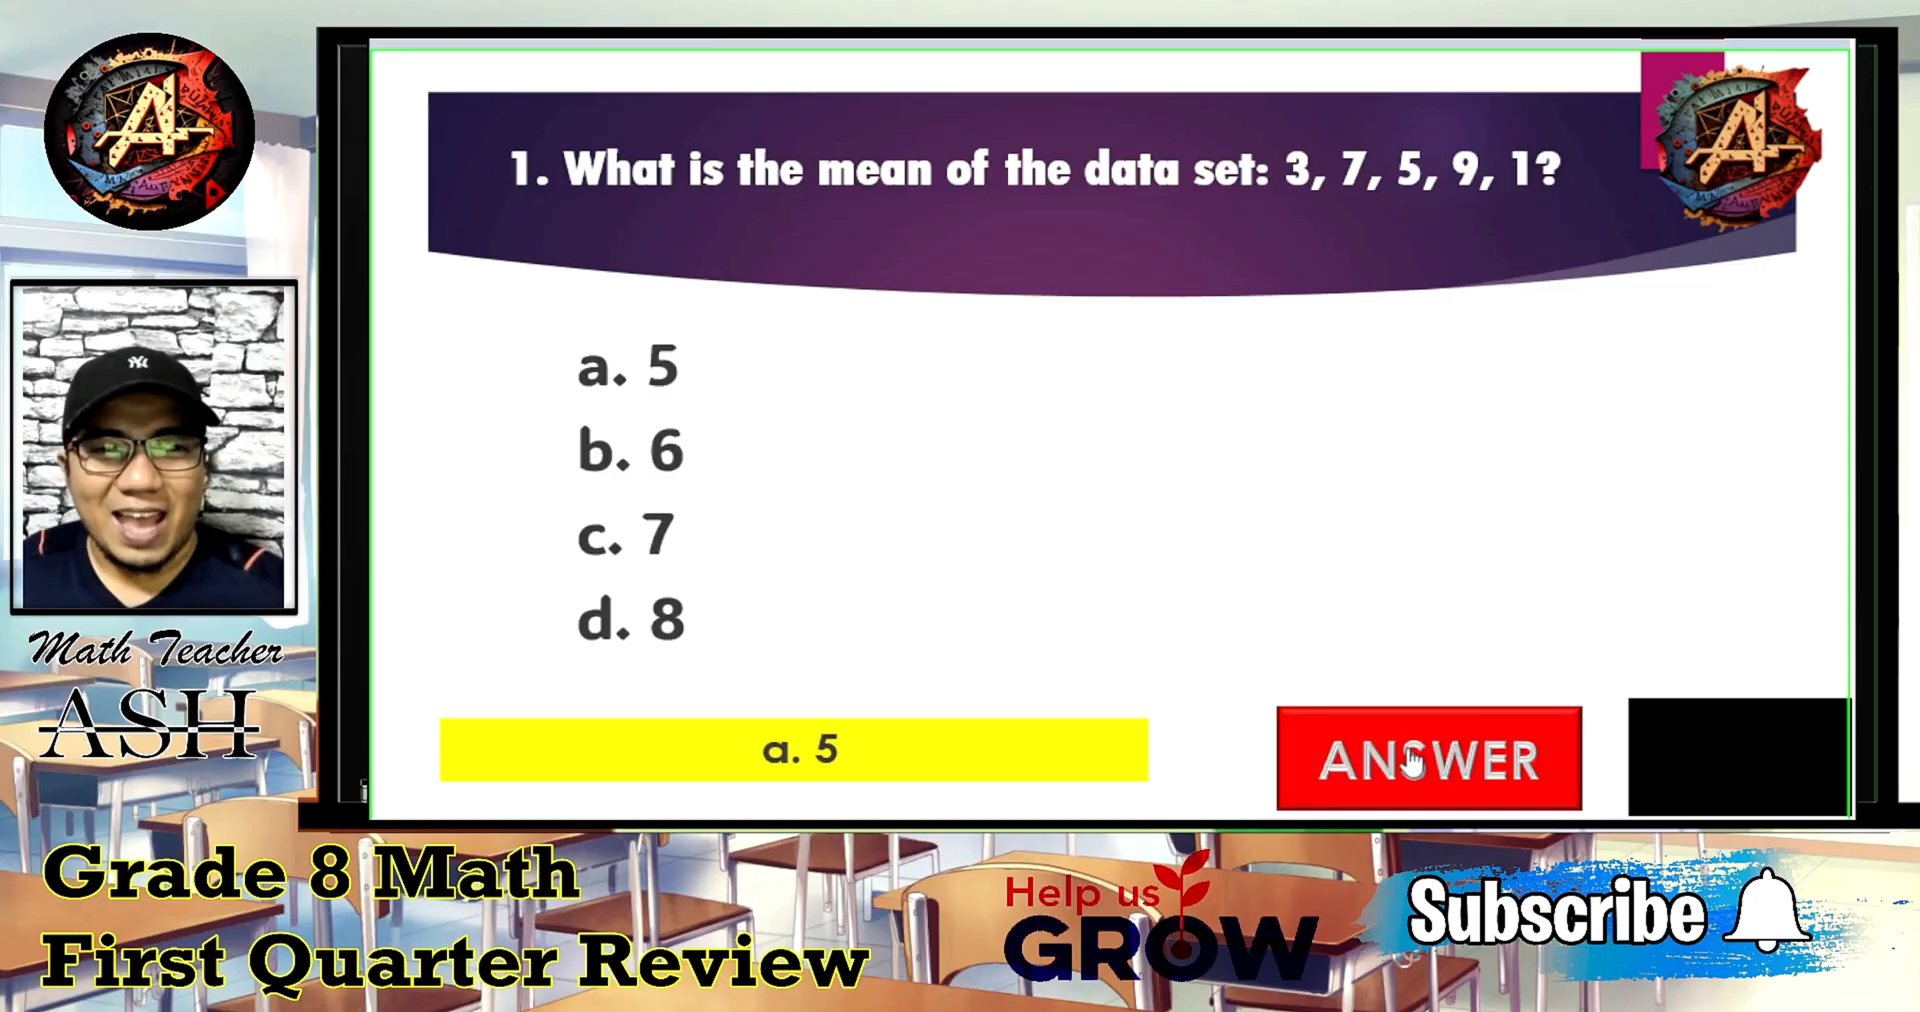 1. What is the mean of the data set: 3, 7, 5, 9, 1?
a. 5
b. 6
c. 7
d. 8
a. 5
ANSWER
Math Teacher
ASH
Grade 8 Math
First Quarter Review
Help us
GROW
Subscribe